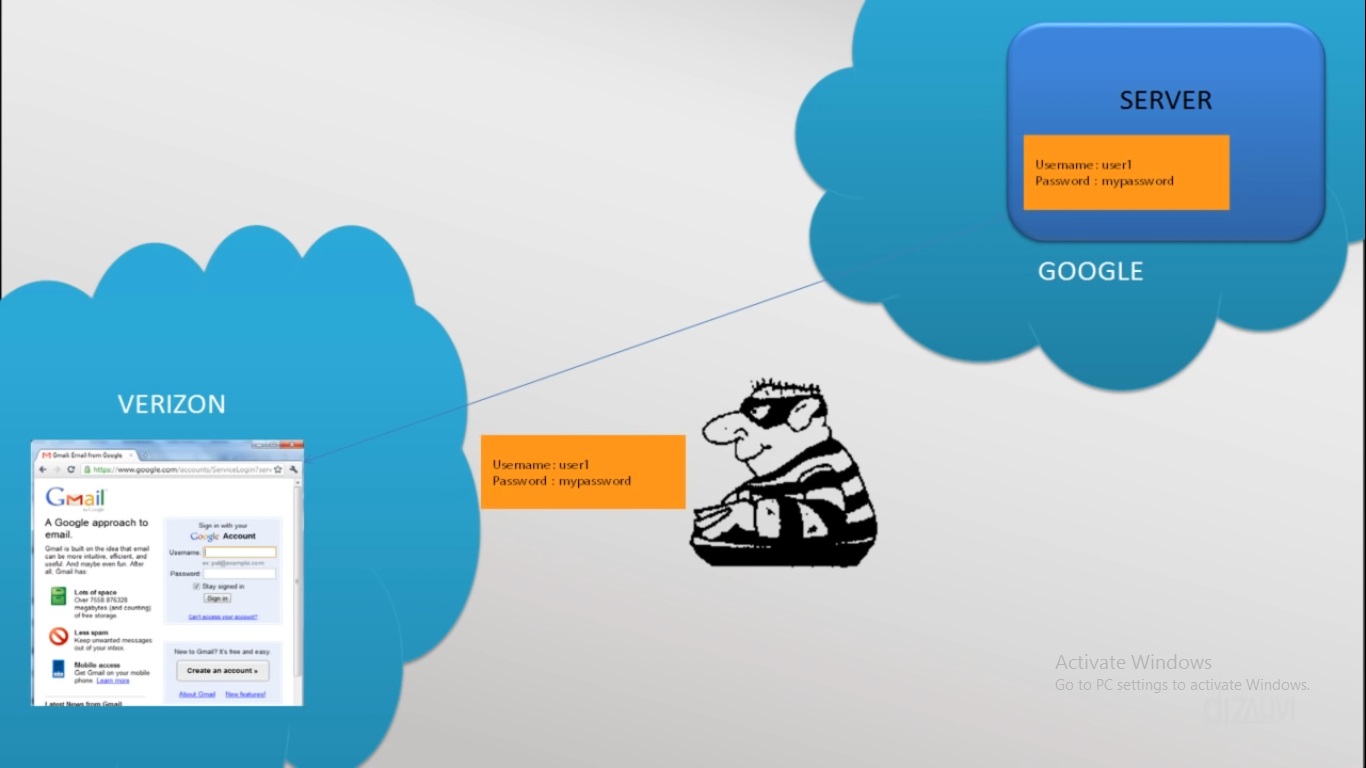 SERVER
Username: user1
Password : mypassword
GOOGLE
VERIZON
Username: user1
Password : mypassword
Gmail: Email from Google
https://www.google.com/accounts/ServiceLogin?serv
Gmail
by Google
A Google approach to
email.
Gmail is built on the idea that email
can be more intuitive, efficient, and
useful. And maybe even fun. After
all, Gmail has:
Lots of space
Over 7558.876328
megabytes (and counting)
of free storage.
Less spam
Keep unwanted messages
out of your inbox.
Mobile access
Get Gmail on your mobile
phone. Learn more
Latest News from Gmail
Sign in with your
Google Account
Username:
Password:
Stay signed in
Sign in
Can't access your account?
New to Gmail? It's free and easy.
Create an account »
About Gmail New features!
Activate Windows
Go to PC settings to activate Windows.